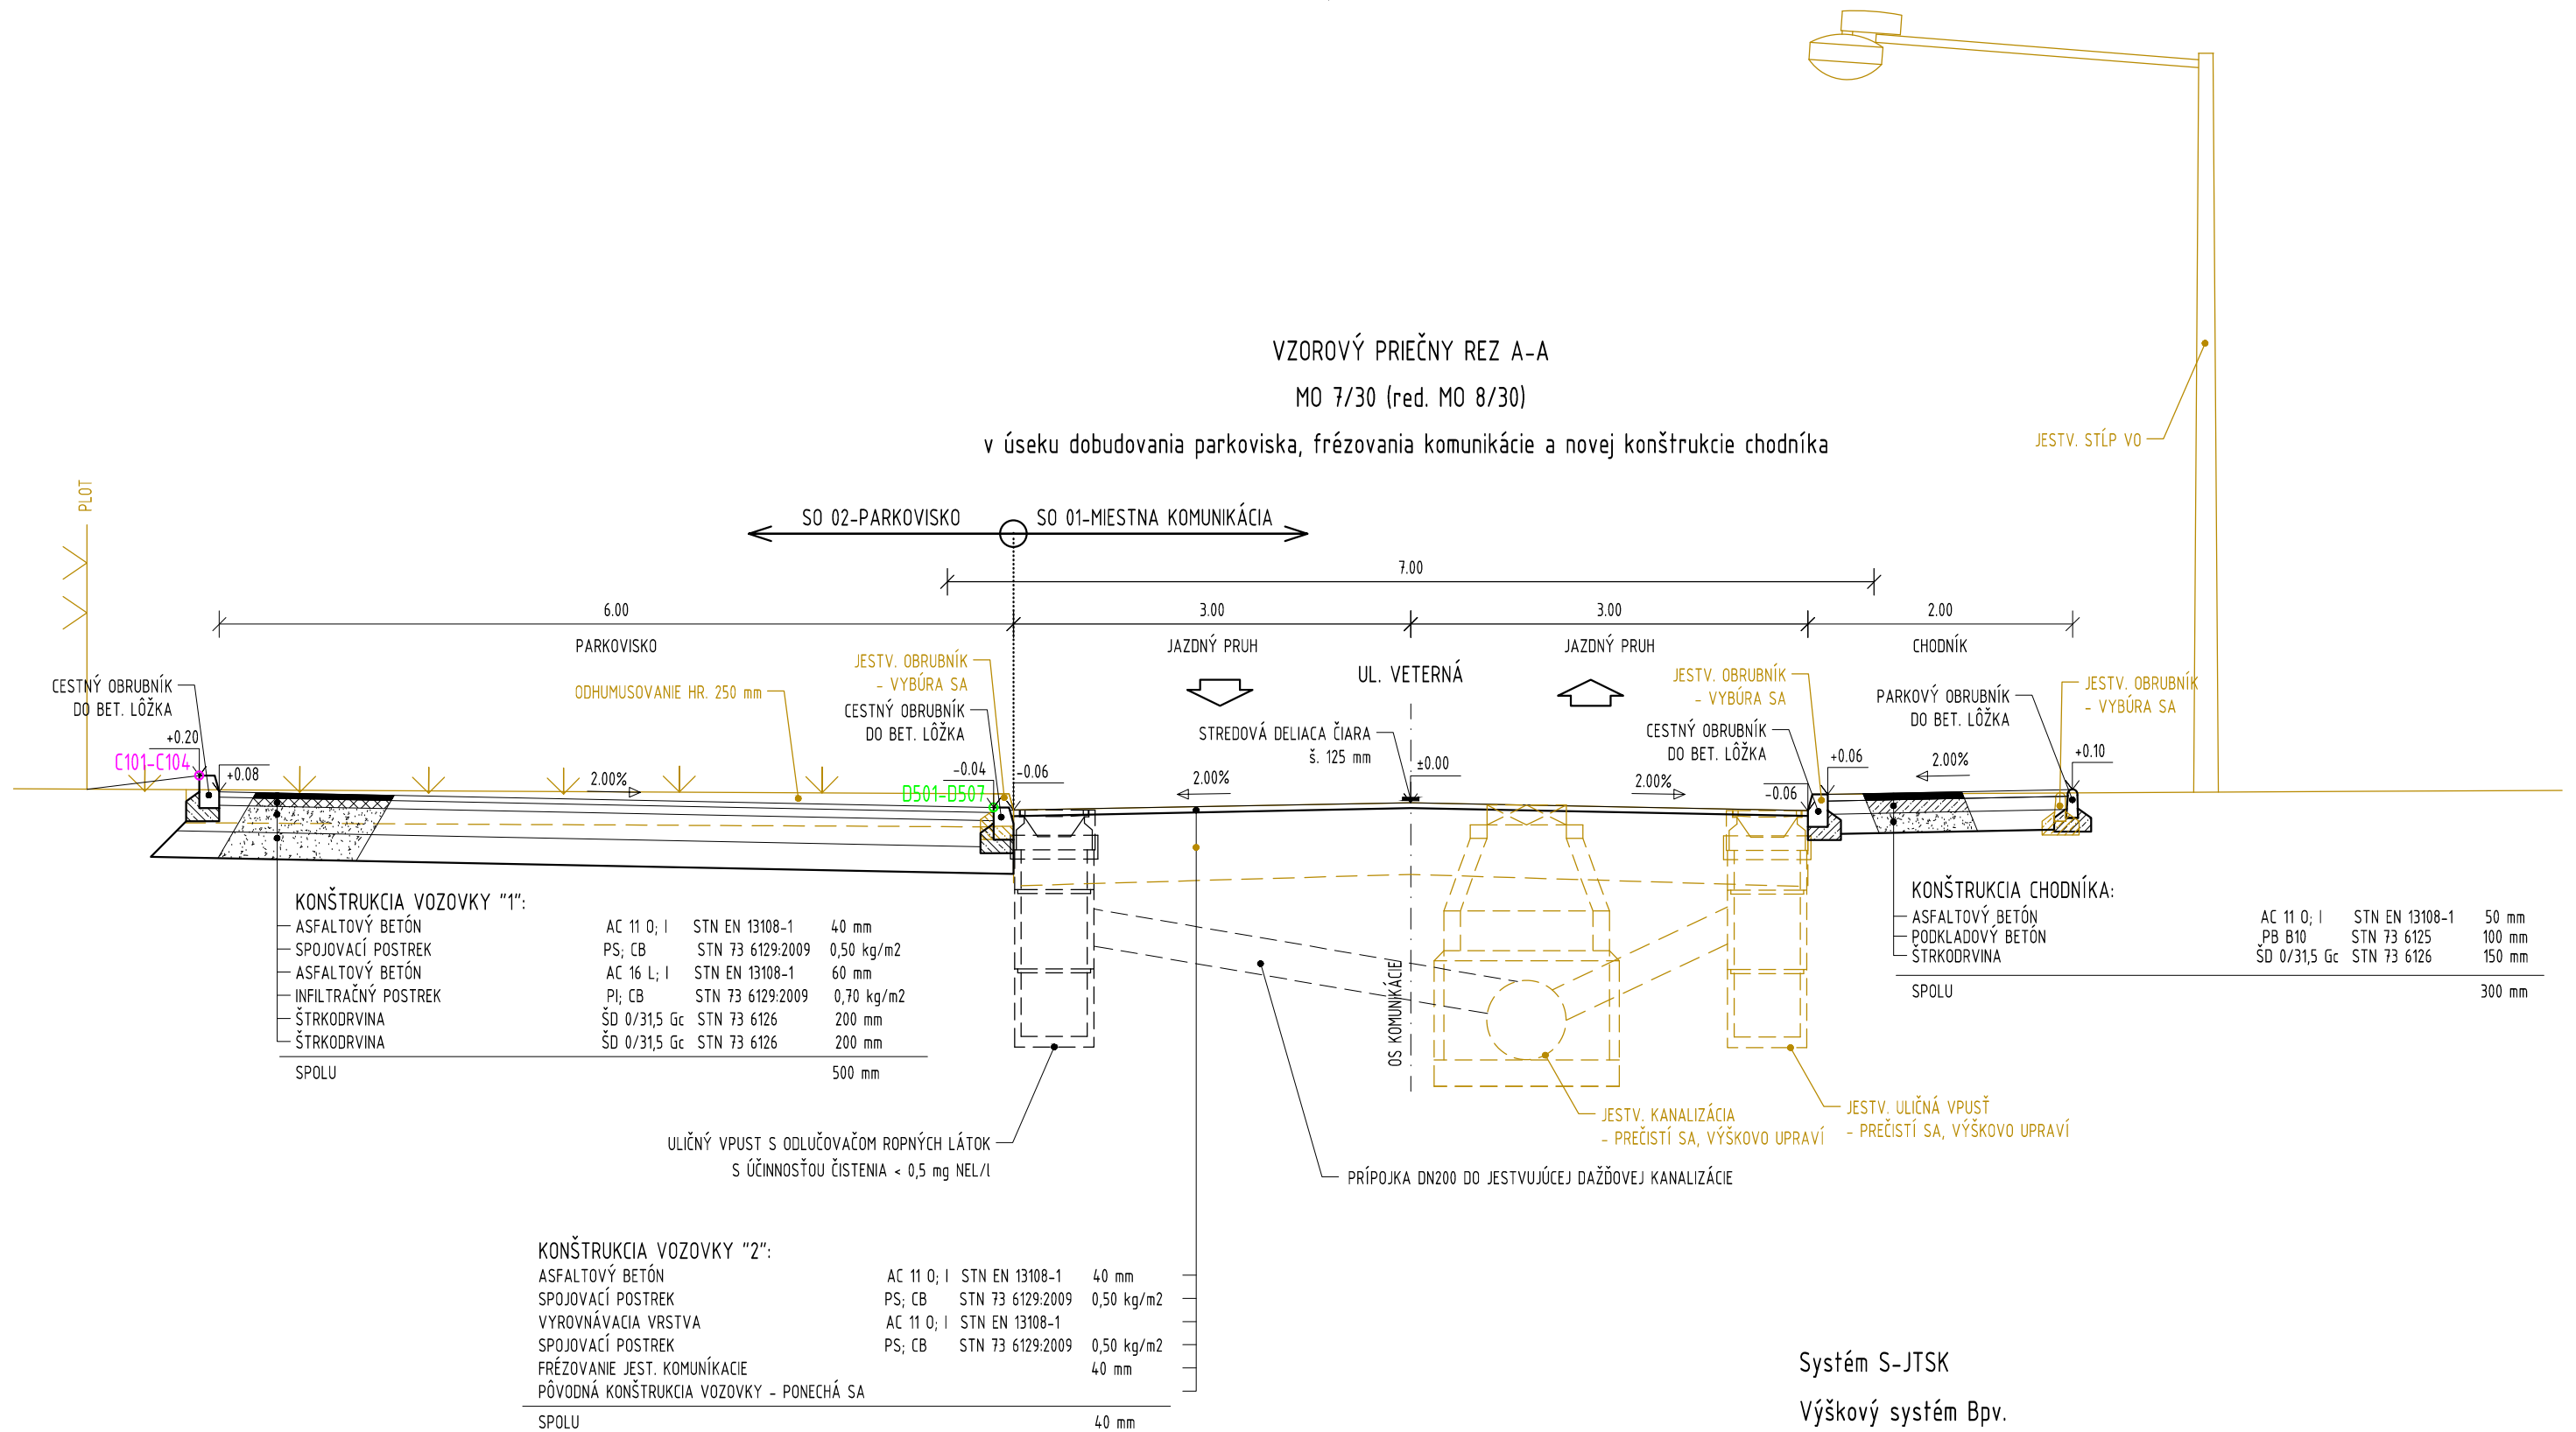 VZOROVÝ PRIEČNY REZ A-A
MO 7/30 (red. MO 8/30)
v úseku dobudovania parkoviska, frézovania komunikácie a novej konštrukcie chodníka
JESTV. STĹP VO
PLOT
SO 02-PARKOVISKO
SO 01-MIESTNA KOMUNIKÁCIA
7.00
6.00
3.00
3.00
2.00
PARKOVISKO
JAZDNÝ PRUH
JAZDNÝ PRUH
CHODNÍK
UL. VETERNÁ
CESTNÝ OBRUBNÍK
DO BET. LÔŽKA
ODHUMUSOVANIE HR. 250 mm
JESTV. OBRUBNÍK
- VYBÚRA SA
CESTNÝ OBRUBNÍK
DO BET. LÔŽKA
STREDOVÁ DELIACA ČIARA
š. 125 mm
JESTV. OBRUBNÍK
- VYBÚRA SA
CESTNÝ OBRUBNÍK
DO BET. LÔŽKA
PARKOVÝ OBRUBNÍK
DO BET. LÔŽKA
JESTV. OBRUBNÍK
- VYBÚRA SA
+0.20
C101-C104
+0.08
2.00%
-0.04
D501-D507
-0.06
2.00%
±0.00
2.00%
-0.06
+0.06
2.00%
+0.10
KONŠTRUKCIA VOZOVKY "1":
ASFALTOVÝ BETÓN AC 11 O; I STN EN 13108-1 40 mm
SPOJOVACÍ POSTREK PS; CB STN 73 6129:2009 0,50 kg/m2
ASFALTOVÝ BETÓN AC 16 L; I STN EN 13108-1 60 mm
INFILTRAČNÝ POSTREK PI; CB STN 73 6129:2009 0,70 kg/m2
ŠTRKODRVINA ŠD 0/31,5 Gc STN 73 6126 200 mm
ŠTRKODRVINA ŠD 0/31,5 Gc STN 73 6126 200 mm
SPOLU 500 mm
KONŠTRUKCIA CHODNÍKA:
ASFALTOVÝ BETÓN AC 11 O; I STN EN 13108-1 50 mm
PODKLADOVÝ BETÓN PB B10 STN 73 6125 100 mm
ŠTRKODRVINA ŠD 0/31,5 Gc STN 73 6126 150 mm
SPOLU 300 mm
OS KOMUNIKÁCIE
ULIČNÝ VPUST S ODLUČOVAČOM ROPNÝCH LÁTOK
S ÚČINNOSŤOU ČISTENIA < 0,5 mg NEL/l
JESTV. KANALIZÁCIA
- PREČISTÍ SA, VÝŠKOVO UPRAVÍ
JESTV. ULIČNÁ VPUSŤ
- PREČISTÍ SA, VÝŠKOVO UPRAVÍ
PRÍPOJKA DN200 DO JESTVUJÚCEJ DAŽĎOVEJ KANALIZÁCIE
KONŠTRUKCIA VOZOVKY "2":
ASFALTOVÝ BETÓN AC 11 O; I STN EN 13108-1 40 mm
SPOJOVACÍ POSTREK PS; CB STN 73 6129:2009 0,50 kg/m2
VYROVNÁVACIA VRSTVA AC 11 O; I STN EN 13108-1
SPOJOVACÍ POSTREK PS; CB STN 73 6129:2009 0,50 kg/m2
FRÉZOVANIE JEST. KOMUNÍKACIE 40 mm
PÔVODNÁ KONŠTRUKCIA VOZOVKY - PONECHÁ SA
SPOLU 40 mm
Systém S-JTSK
Výškový systém Bpv.